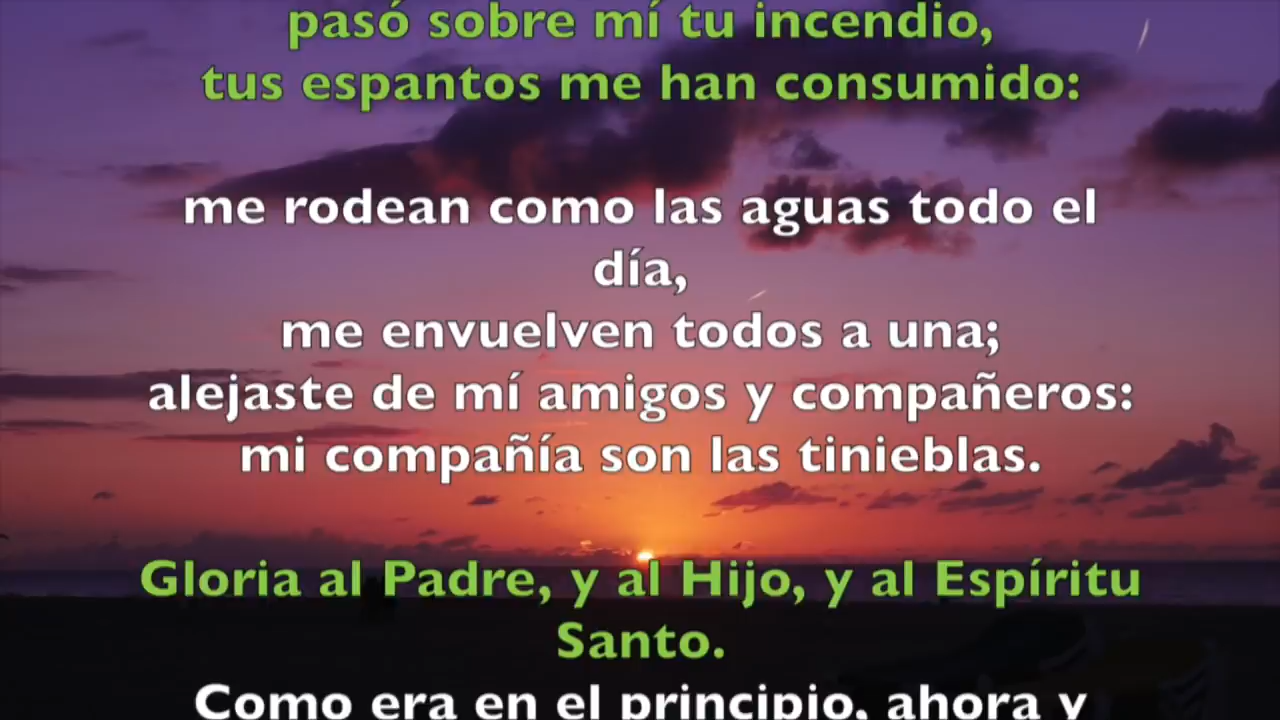 pasó sobre mí tu incendio,
tus espantos me han consumido:
me rodean como las aguas todo el
día,
me envuelven todos a una;
alejaste de mí amigos y compañeros:
mi compañía son las tinieblas.
Gloria al Padre, y al Hijo, y al Espíritu
Santo.
Como era en el principio, ahora y